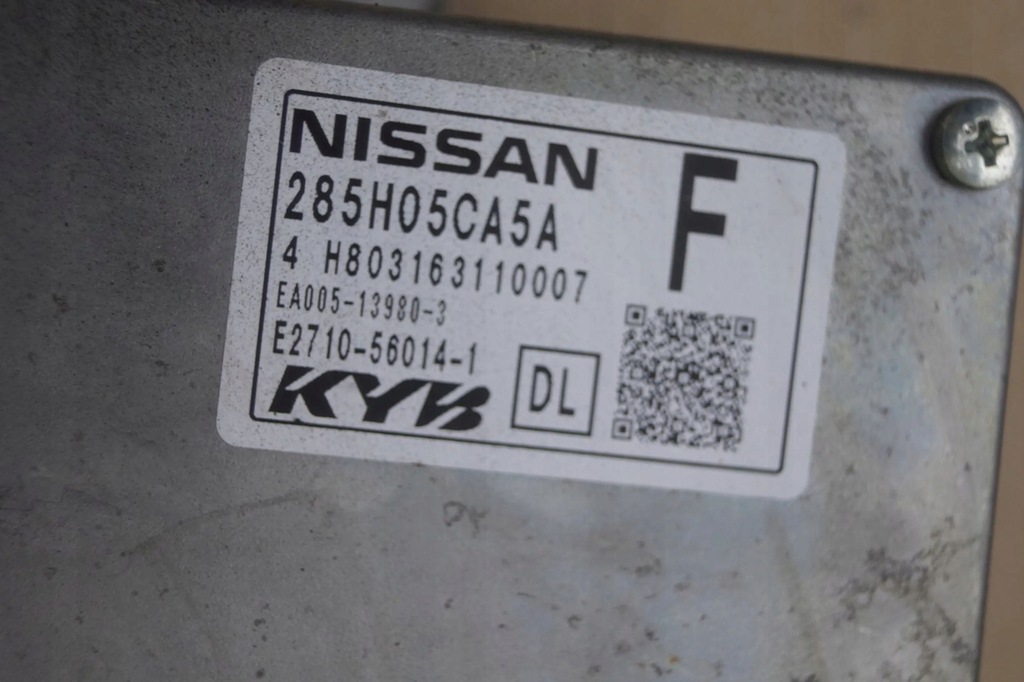 NISSAN
F
285H05CA5A
4 H803163110007
EA005-13980-3
E2710-56014-1
KYB
DL